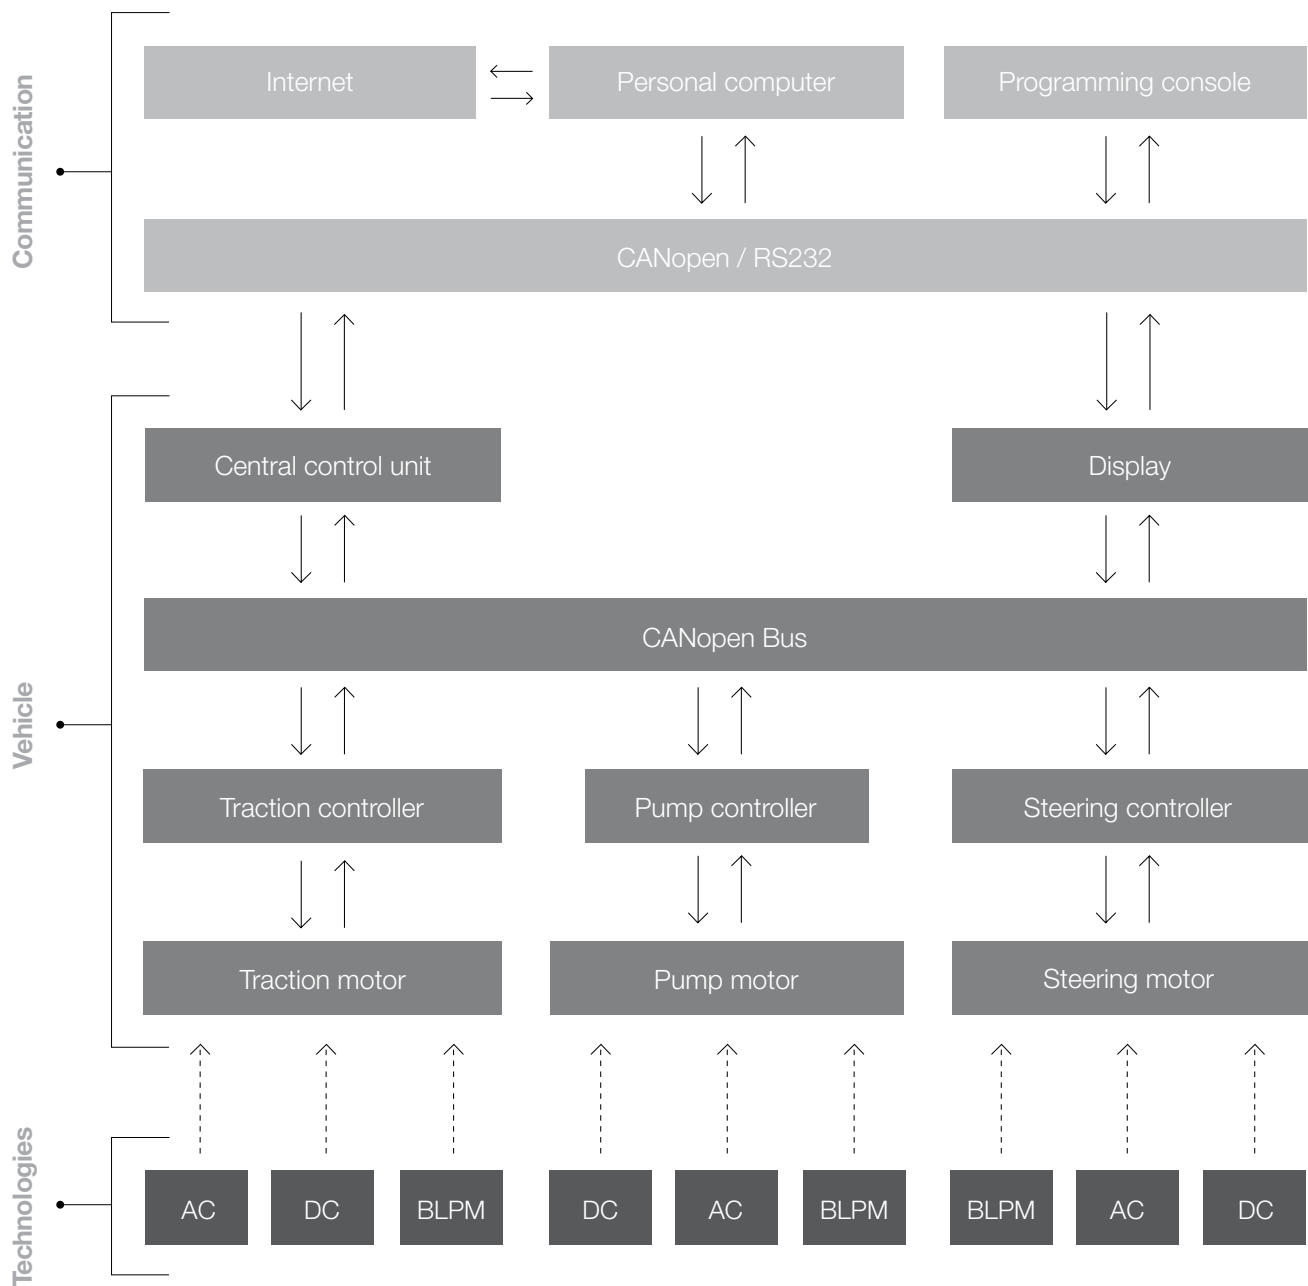 Communication
Internet
Personal computer
Programming console
CANopen / RS232
Vehicle
Central control unit
Display
CANopen Bus
Traction controller
Pump controller
Steering controller
Traction motor
Pump motor
Steering motor
Technologies
AC
DC
BLPM
DC
AC
BLPM
BLPM
AC
DC